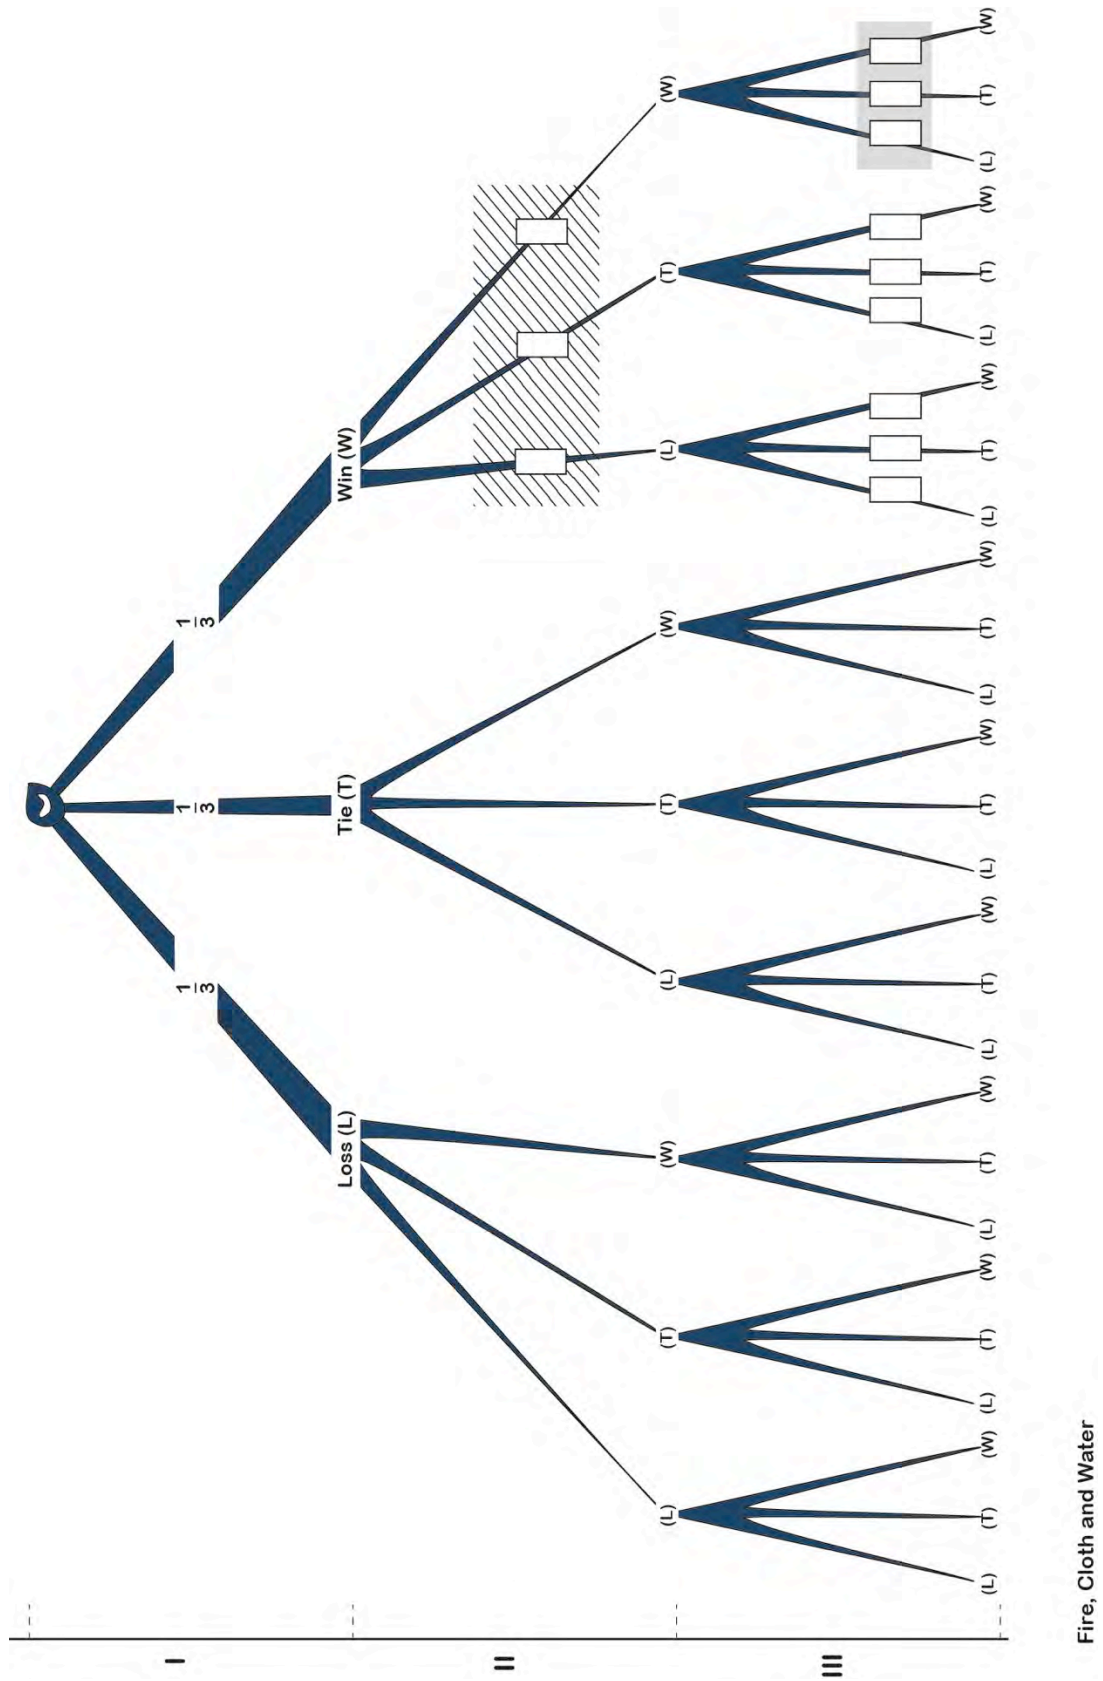 I
1/3 1/3 1/3
Loss (L) Tie (T) Win (W)
II
(L) (T) (W) (L) (T) (W) (L) (T) (W)
III
(L) (T) (W) (L) (T) (W) (L) (T) (W) (L) (T) (W) (L) (T) (W) (L) (T) (W) (L) (T) (W) (L) (T) (W) (L) (T) (W)
Fire, Cloth and Water